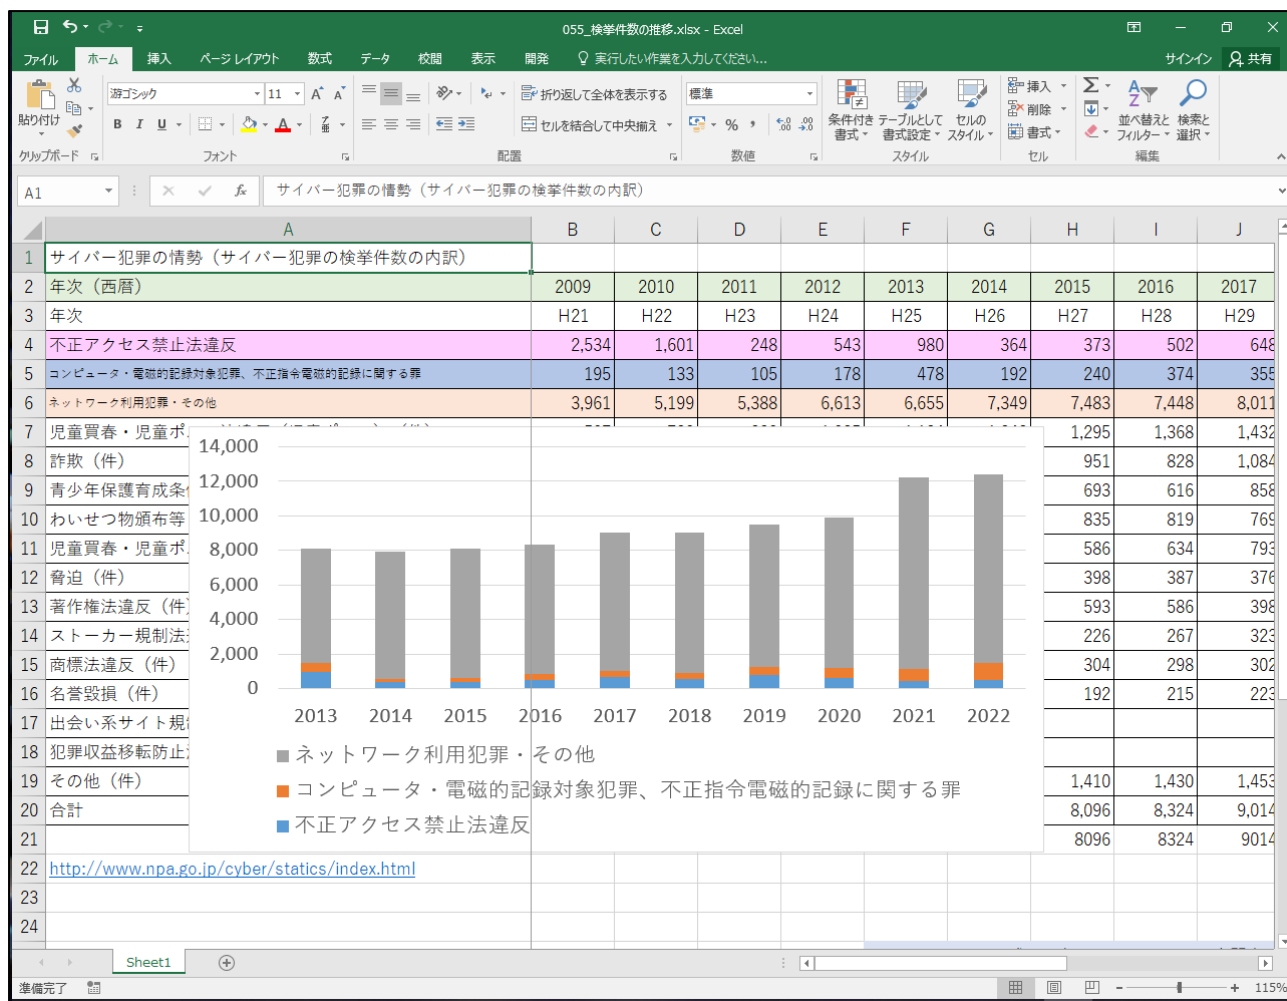 055_検挙件数の推移.xlsx - Excel
ファイル ホーム 挿入 ページ レイアウト 数式 データ 校閲 表示 開発 実行したい作業を入力してください... サインイン 共有
貼り付け 游ゴシック 11 A A 折り返して全体を表示する 標準 条件付き書式 テーブルとして書式設定 セルのスタイル 挿入 削除 書式 並べ替えとフィルター 検索と選択
B I U A セルを結合して中央揃え %
クリップボード フォント 配置 数値 スタイル セル 編集
A1 fx サイバー犯罪の情勢（サイバー犯罪の検挙件数の内訳）
A B C D E F G H I J
1 サイバー犯罪の情勢（サイバー犯罪の検挙件数の内訳）
2 年次（西暦） 2009 2010 2011 2012 2013 2014 2015 2016 2017
3 年次 H21 H22 H23 H24 H25 H26 H27 H28 H29
4 不正アクセス禁止法違反 2,534 1,601 248 543 980 364 373 502 648
5 コンピュータ・電磁的記録対象犯罪、不正指令電磁的記録に関する罪 195 133 105 178 478 192 240 374 355
6 ネットワーク利用犯罪・その他 3,961 5,199 5,388 6,613 6,655 7,349 7,483 7,448 8,011
7 児童買春・児童ポ 1,295 1,368 1,432
8 詐欺（件） 951 828 1,084
9 青少年保護育成条 693 616 858
10 わいせつ物頒布等 835 819 769
11 児童買春・児童ポ 586 634 793
12 脅迫（件） 398 387 376
13 著作権法違反（件） 593 586 398
14 ストーカー規制法 226 267 323
15 商標法違反（件） 304 298 302
16 名誉毀損（件） 192 215 223
17 出会い系サイト規
18 犯罪収益移転防止
19 その他（件） 1,410 1,430 1,453
20 合計 8,096 8,324 9,014
21 8096 8324 9014
22 http://www.npa.go.jp/cyber/statics/index.html
23
24
14,000
12,000
10,000
8,000
6,000
4,000
2,000
0
2013 2014 2015 2016 2017 2018 2019 2020 2021 2022
ネットワーク利用犯罪・その他
コンピュータ・電磁的記録対象犯罪、不正指令電磁的記録に関する罪
不正アクセス禁止法違反
Sheet1
準備完了 115%